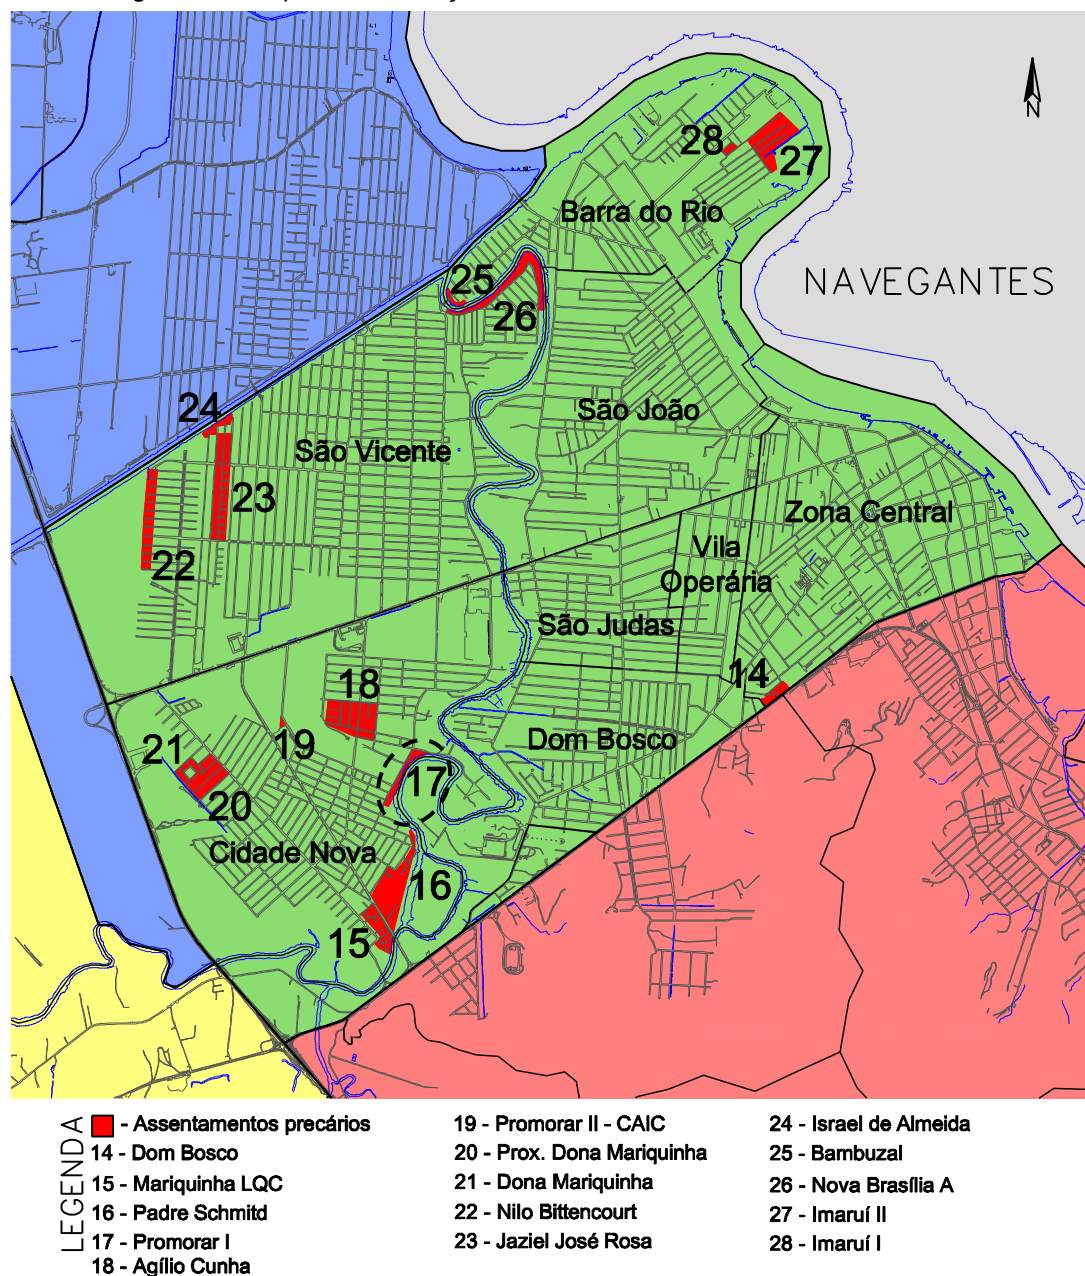 N
28
27
Barra do Rio
NAVEGANTES
25
26
24
São João
São Vicente
23
Zona Central
Vila
Operária
22
São Judas
14
18
19
Dom Bosco
21
17
20
Cidade Nova
16
15
LEGENDA
- Assentamentos precários
14 - Dom Bosco
15 - Mariquinha LQC
16 - Padre Schmitd
17 - Promorar I
18 - Agílio Cunha
19 - Promorar II - CAIC
20 - Prox. Dona Mariquinha
21 - Dona Mariquinha
22 - Nilo Bittencourt
23 - Jaziel José Rosa
24 - Israel de Almeida
25 - Bambuzal
26 - Nova Brasília A
27 - Imaruí II
28 - Imaruí I